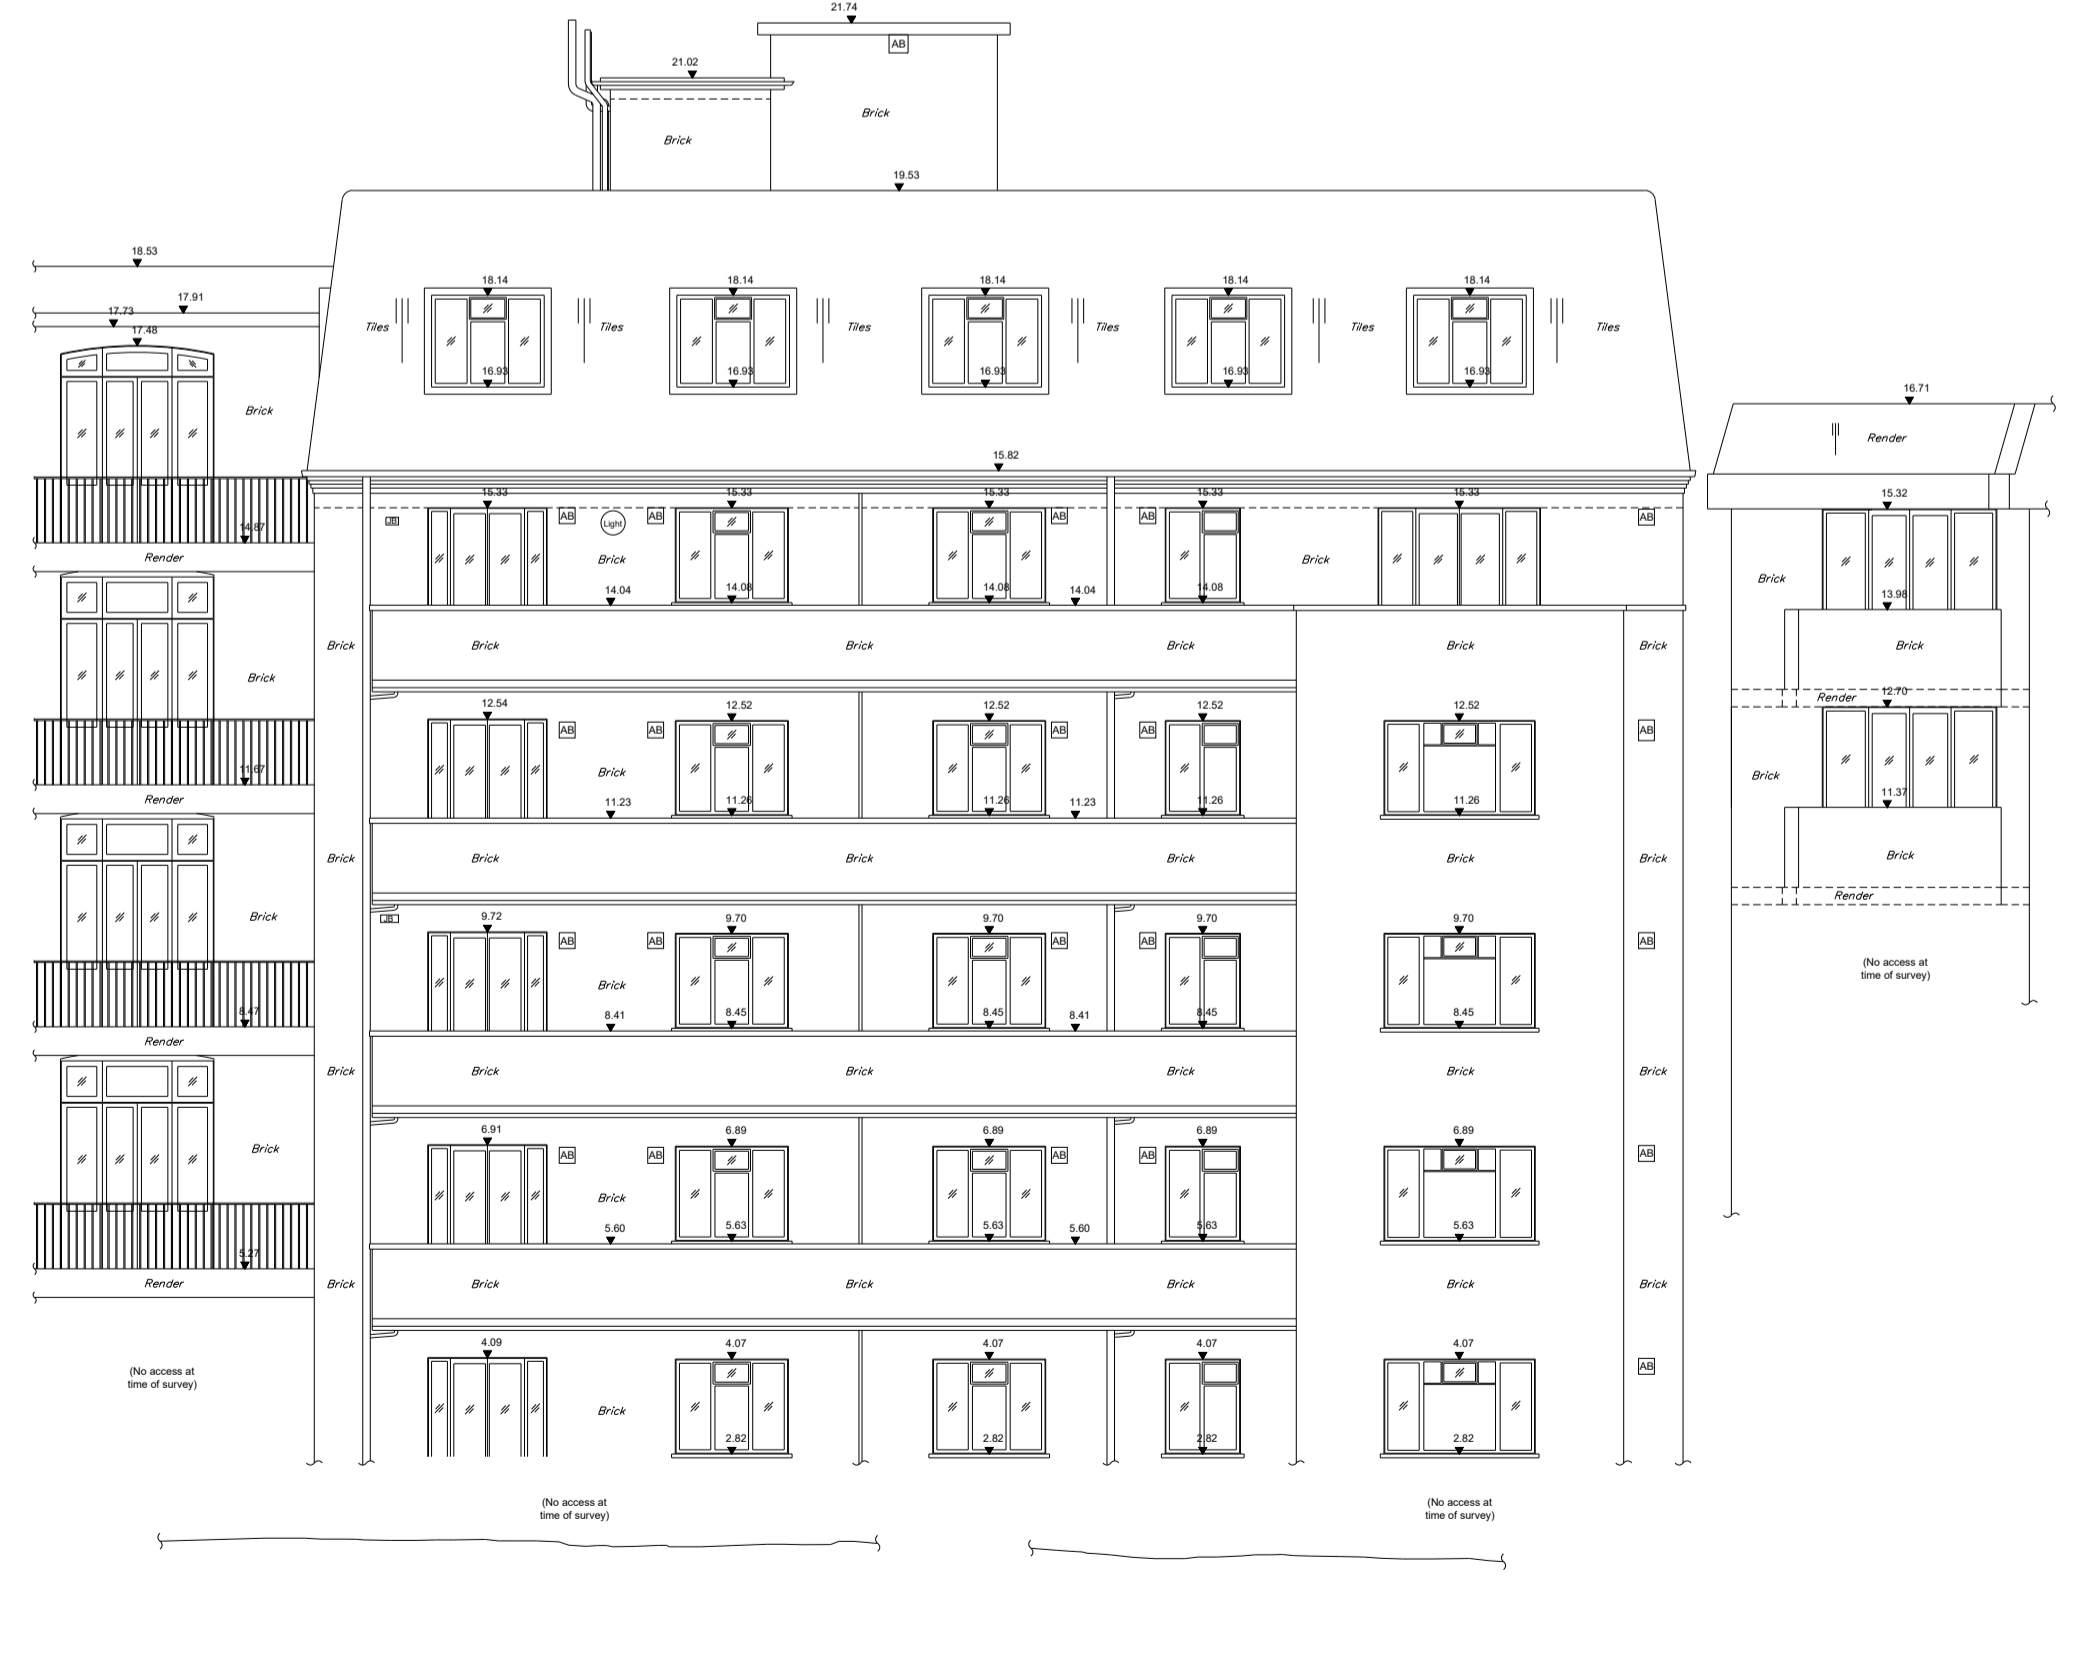 21.74
AB
21.02
Brick
Brick
19.53
18.53
17.91
17.73
17.48
18.14 18.14 18.14 18.14 18.14
Tiles Tiles Tiles Tiles Tiles Tiles
16.93 16.93 16.93 16.93 16.93
Brick
16.71
Render
15.82
15.33 15.33 15.33 15.33 15.33
15.32
JB AB Light AB AB AB AB
14.87
Render
Brick Brick
Brick
14.04 14.08 14.08 14.04 14.08
13.98
Brick Brick Brick Brick Brick Brick
Brick
Brick
Render 12.70
12.54 12.52 12.52 12.52 12.52
AB AB AB AB AB
11.67
Brick
Brick
Render
11.23 11.26 11.26 11.23 11.26 11.26
11.37
Brick Brick Brick Brick Brick Brick
Brick
Render
Brick
JB
9.72 9.70 9.70 9.70 9.70
AB AB AB AB AB
(No access at
time of survey)
Brick
8.47
Render
8.41 8.45 8.45 8.41 8.45 8.45
Brick Brick Brick Brick Brick Brick
6.91 6.89 6.89 6.89 6.89
AB AB AB AB AB
Brick
Brick
5.27
Render
5.60 5.63 5.63 5.60 5.63 5.63
Brick Brick Brick Brick Brick Brick
4.09 4.07 4.07 4.07 4.07
AB
(No access at
time of survey)
Brick
2.82 2.82 2.82 2.82
(No access at
time of survey)
(No access at
time of survey)